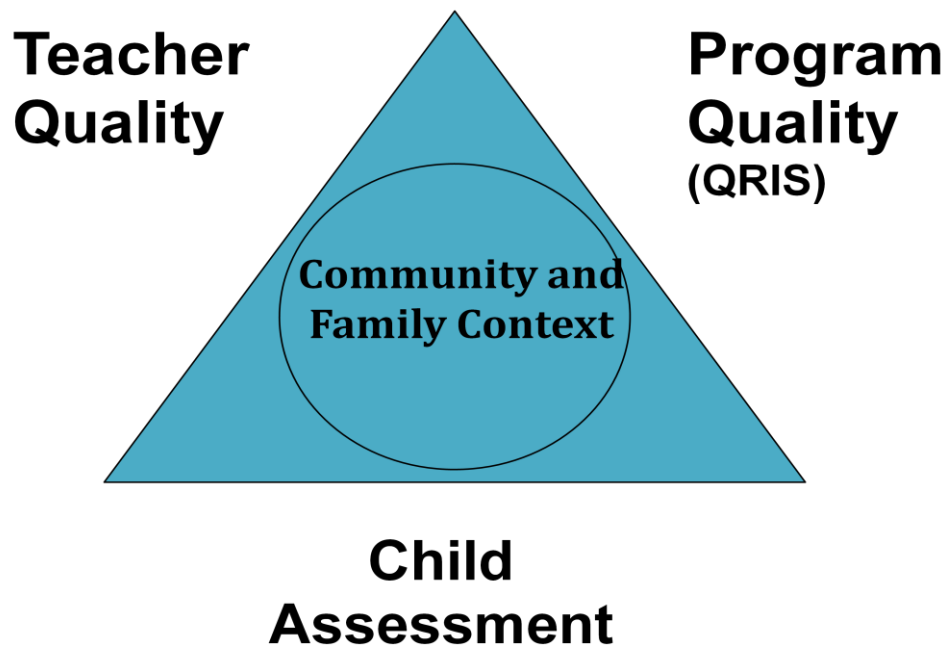 Teacher
Quality
Program
Quality
(QRIS)
Community and
Family Context
Child
Assessment